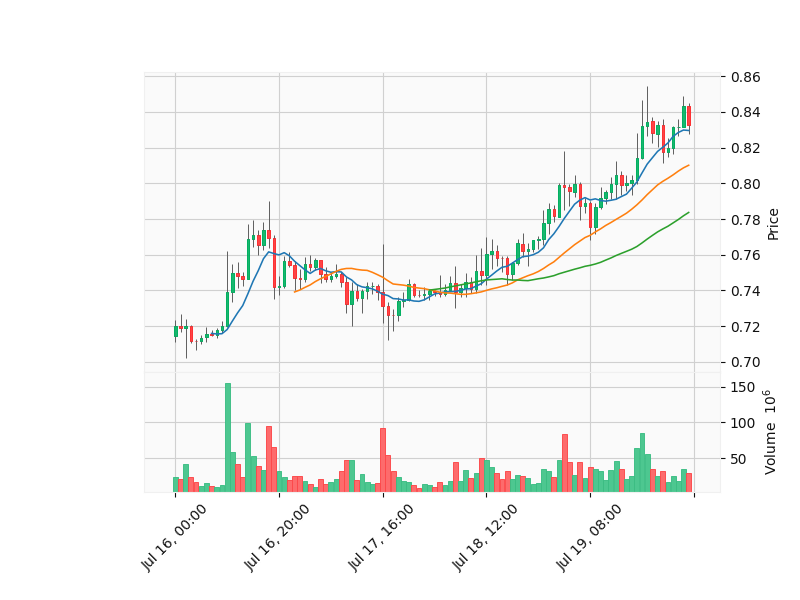 0.86
0.84
0.82
0.80
0.78
0.76
0.74
0.72
0.70
Price
150
100
50
Volume 10^6
Jul 16, 00:00
Jul 16, 20:00
Jul 17, 16:00
Jul 18, 12:00
Jul 19, 08:00